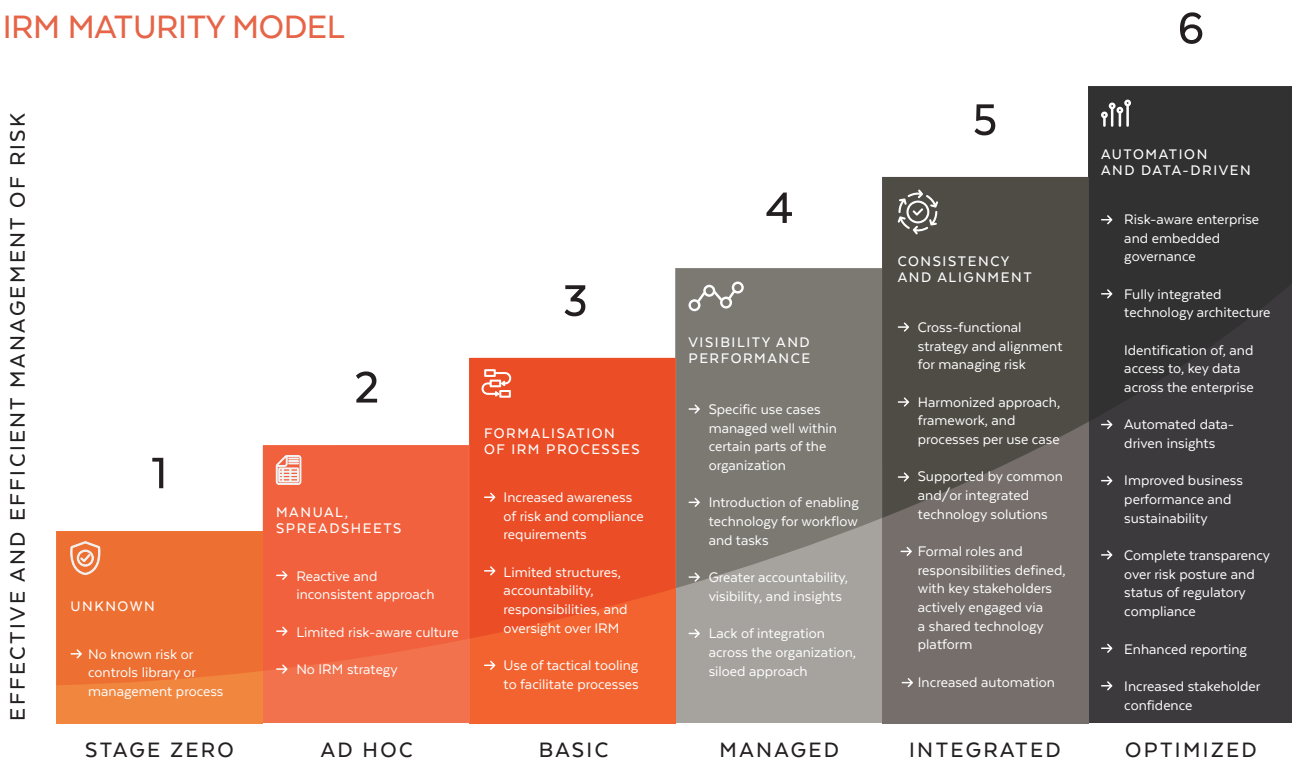 IRM MATURITY MODEL
EFFECTIVE AND EFFICIENT MANAGEMENT OF RISK
1
UNKNOWN
→ No known risk or
controls library or
management process
STAGE ZERO
2
MANUAL,
SPREADSHEETS
→ Reactive and
inconsistent approach
→ Limited risk-aware culture
→ No IRM strategy
AD HOC
3
FORMALISATION
OF IRM PROCESSES
→ Increased awareness
of risk and compliance
requirements
→ Limited structures,
accountability,
responsibilities, and
oversight over IRM
→ Use of tactical tooling
to facilitate processes
BASIC
4
VISIBILITY AND
PERFORMANCE
→ Specific use cases
managed well within
certain parts of the
organization
→ Introduction of enabling
technology for workflow
and tasks
→ Greater accountability,
visibility, and insights
→ Lack of integration
across the organization,
siloed approach
MANAGED
5
CONSISTENCY
AND ALIGNMENT
→ Cross-functional
strategy and alignment
for managing risk
→ Harmonized approach,
framework, and
processes per use case
→ Supported by common
and/or integrated
technology solutions
→ Formal roles and
responsibilities defined,
with key stakeholders
actively engaged via
a shared technology
platform
→ Increased automation
INTEGRATED
6
AUTOMATION
AND DATA-DRIVEN
→ Risk-aware enterprise
and embedded
governance
→ Fully integrated
technology architecture
Identification of, and
access to, key data
across the enterprise
→ Automated data-
driven insights
→ Improved business
performance and
sustainability
→ Complete transparency
over risk posture and
status of regulatory
compliance
→ Enhanced reporting
→ Increased stakeholder
confidence
OPTIMIZED